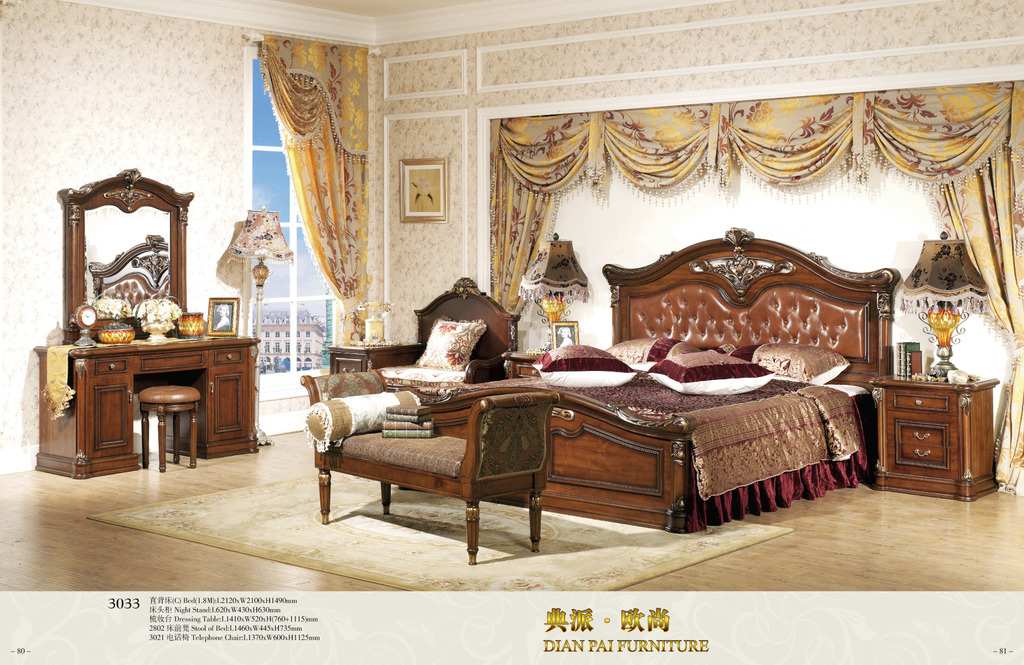 3033 直背床(C) Bed(1.8M):L2120xW2100xH1490mm
床头柜 Night Stand:L620xW430xH630mm
梳妆台 Dressing Table:L1410xW520xH(760+1115)mm
2802 床前凳 Stool of Bed:L1460xW445xH735mm
3021 电话椅 Telephone Chair:L1370xW600xH1125mm
典派·欧尚
DIAN PAI FURNITURE
- 80 -
- 81 -